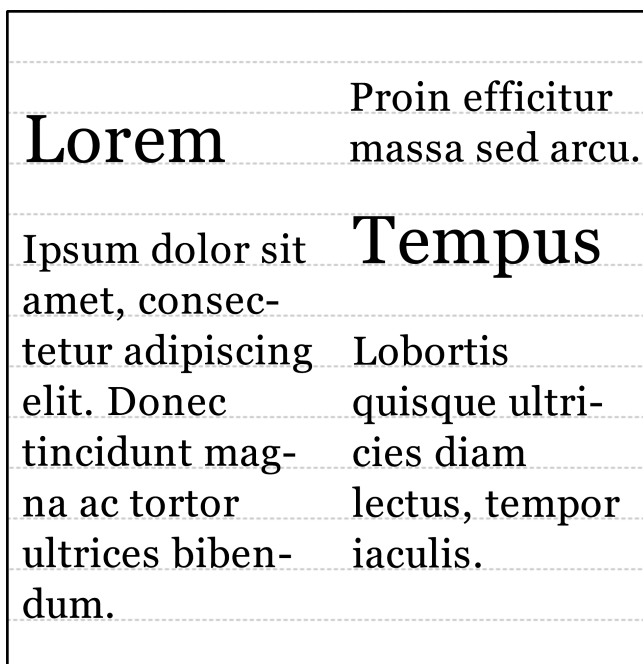 Lorem
Ipsum dolor sit
amet, consec-
tetur adipiscing
elit. Donec
tincidunt mag-
na ac tortor
ultrices biben-
dum.
Proin efficitur
massa sed arcu.
Tempus
Lobortis
quisque ultri-
cies diam
lectus, tempor
iaculis.